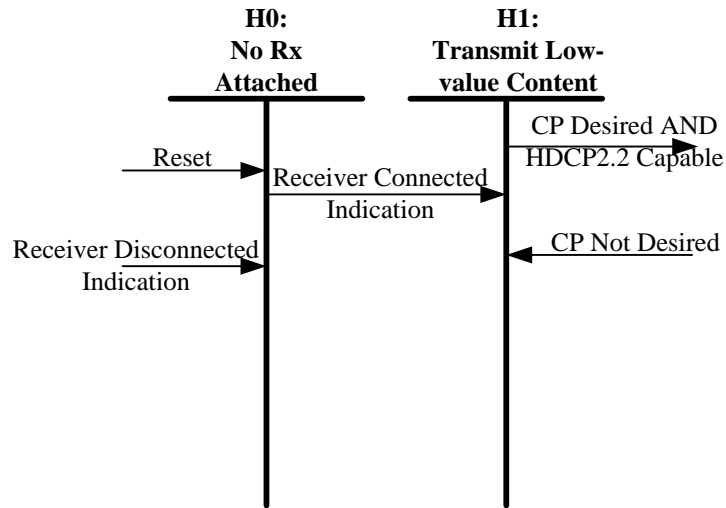 H0:
No Rx
Attached
H1:
Transmit Low-
value Content
CP Desired AND
HDCP2.2 Capable
Reset
Receiver Connected
Indication
CP Not Desired
Receiver Disconnected
Indication